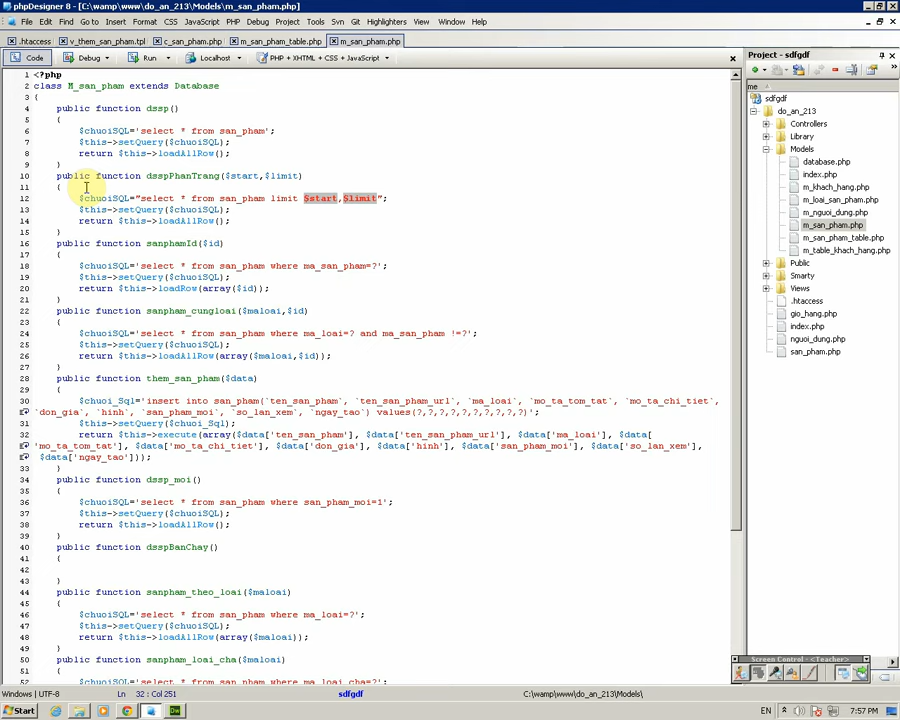 phpDesigner 8 - [C:\wamp\www\do_an_213\Models\m_san_pham.php]
File Edit Find Go to Insert Format CSS JavaScript PHP Debug Project Tools Svn Git Highlighters View Window Help
.htaccess v_them_san_pham.tpl c_san_pham.php m_san_pham_table.php m_san_pham.php
Code Debug Run Localhost PHP + XHTML + CSS + JavaScript
1 <?php
2 class M_san_pham extends Database
3 {
4 public function dssp()
5 {
6 $chuoiSQL='select * from san_pham';
7 $this->setQuery($chuoiSQL);
8 return $this->loadAllRow();
9 }
10 public function dsspPhanTrang($start,$limit)
11 {
12 $chuoiSQL="select * from san_pham limit $start,$limit";
13 $this->setQuery($chuoiSQL);
14 return $this->loadAllRow();
15 }
16 public function sanphamId($id)
17 {
18 $chuoiSQL='select * from san_pham where ma_san_pham=?';
19 $this->setQuery($chuoiSQL);
20 return $this->loadRow(array($id));
21 }
22 public function sanpham_cungloai($maloai,$id)
23 {
24 $chuoiSQL='select * from san_pham where ma_loai=? and ma_san_pham !=?';
25 $this->setQuery($chuoiSQL);
26 return $this->loadAllRow(array($maloai,$id));
27 }
28 public function them_san_pham($data)
29 {
30 $chuoi_Sql='insert into san_pham(`ten_san_pham`, `ten_san_pham_url`, `ma_loai`, `mo_ta_tom_tat`, `mo_ta_chi_tiet`,
`don_gia`, `hinh`, `san_pham_moi`, `so_lan_xem`, `ngay_tao`) values(?,?,?,?,?,?,?,?,?,?)';
31 $this->setQuery($chuoi_Sql);
32 return $this->execute(array($data['ten_san_pham'], $data['ten_san_pham_url'], $data['ma_loai'], $data[
'mo_ta_tom_tat'], $data['mo_ta_chi_tiet'], $data['don_gia'], $data['hinh'], $data['san_pham_moi'], $data['so_lan_xem'],
$data['ngay_tao']));
33 }
34 public function dssp_moi()
35 {
36 $chuoiSQL='select * from san_pham where san_pham_moi=1';
37 $this->setQuery($chuoiSQL);
38 return $this->loadAllRow();
39 }
40 public function dsspBanChay()
41 {
42
43 }
44 public function sanpham_theo_loai($maloai)
45 {
46 $chuoiSQL='select * from san_pham where ma_loai=?';
47 $this->setQuery($chuoiSQL);
48 return $this->loadAllRow(array($maloai));
49 }
50 public function sanpham_loai_cha($maloai)
51 {
52 $chuoiSQL='select * from san_pham where ma_loai_cha=?';
Project - sdfgdf
me
sdfgdf
do_an_213
Controllers
Library
Models
database.php
index.php
m_khach_hang.php
m_loai_san_pham.php
m_nguoi_dung.php
m_san_pham.php
m_san_pham_table.php
m_table_khach_hang.php
Public
Smarty
Views
.htaccess
gio_hang.php
index.php
nguoi_dung.php
san_pham.php
Screen Control - <Teacher>
Windows | UTF-8 Ln 32 : Col 251 sdfgdf C:\wamp\www\do_an_213\Models\
Start EN 7:57 PM